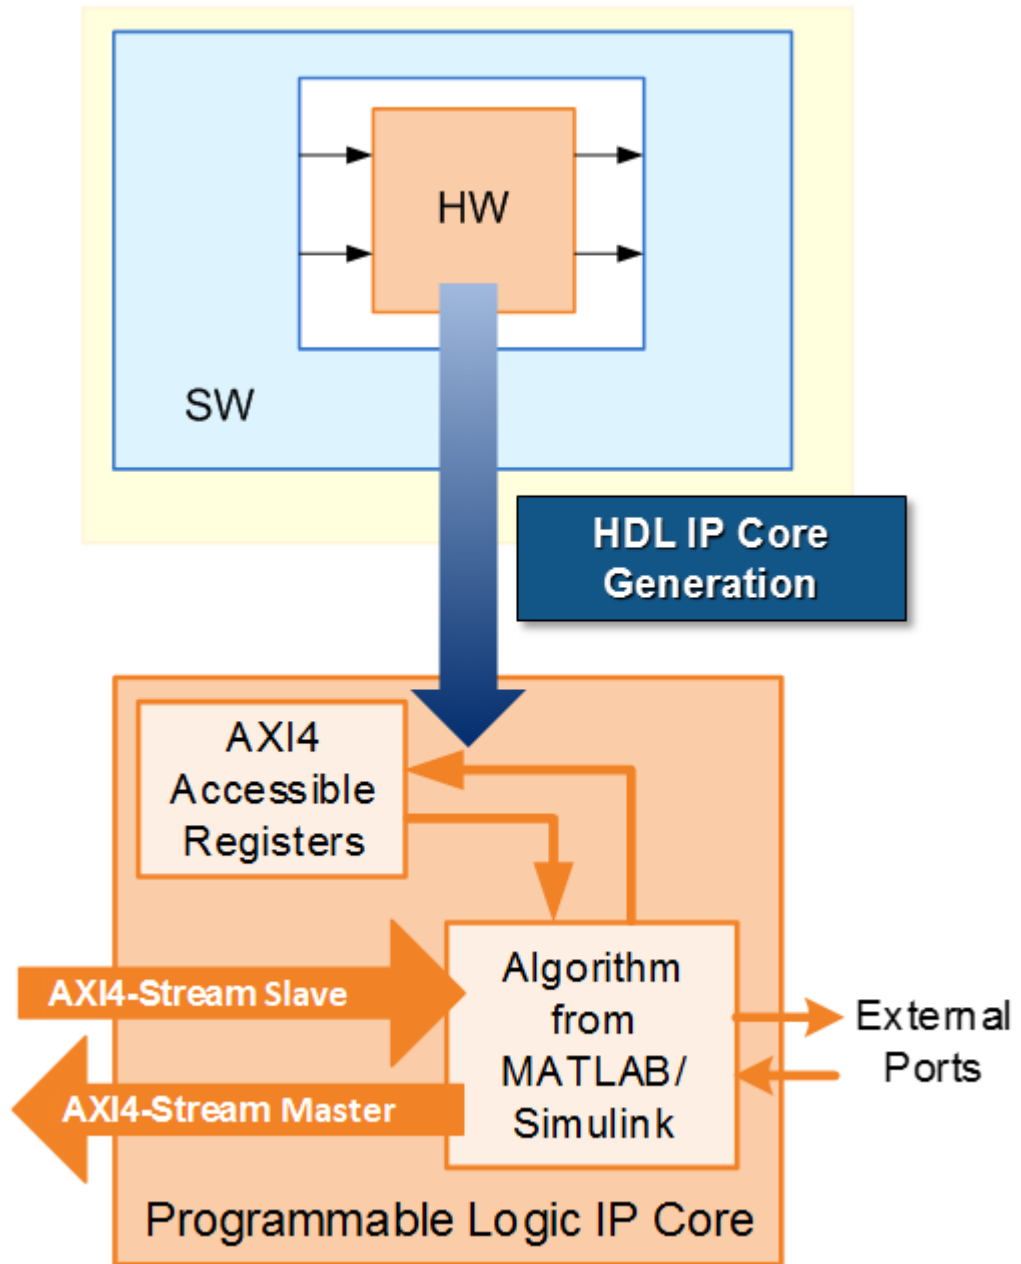 HW
SW
HDL IP Core
Generation
AXI4
Accessible
Registers
AXI4-Stream Slave
AXI4-Stream Master
Algorithm
from
MATLAB/
Simulink
External
Ports
Programmable Logic IP Core